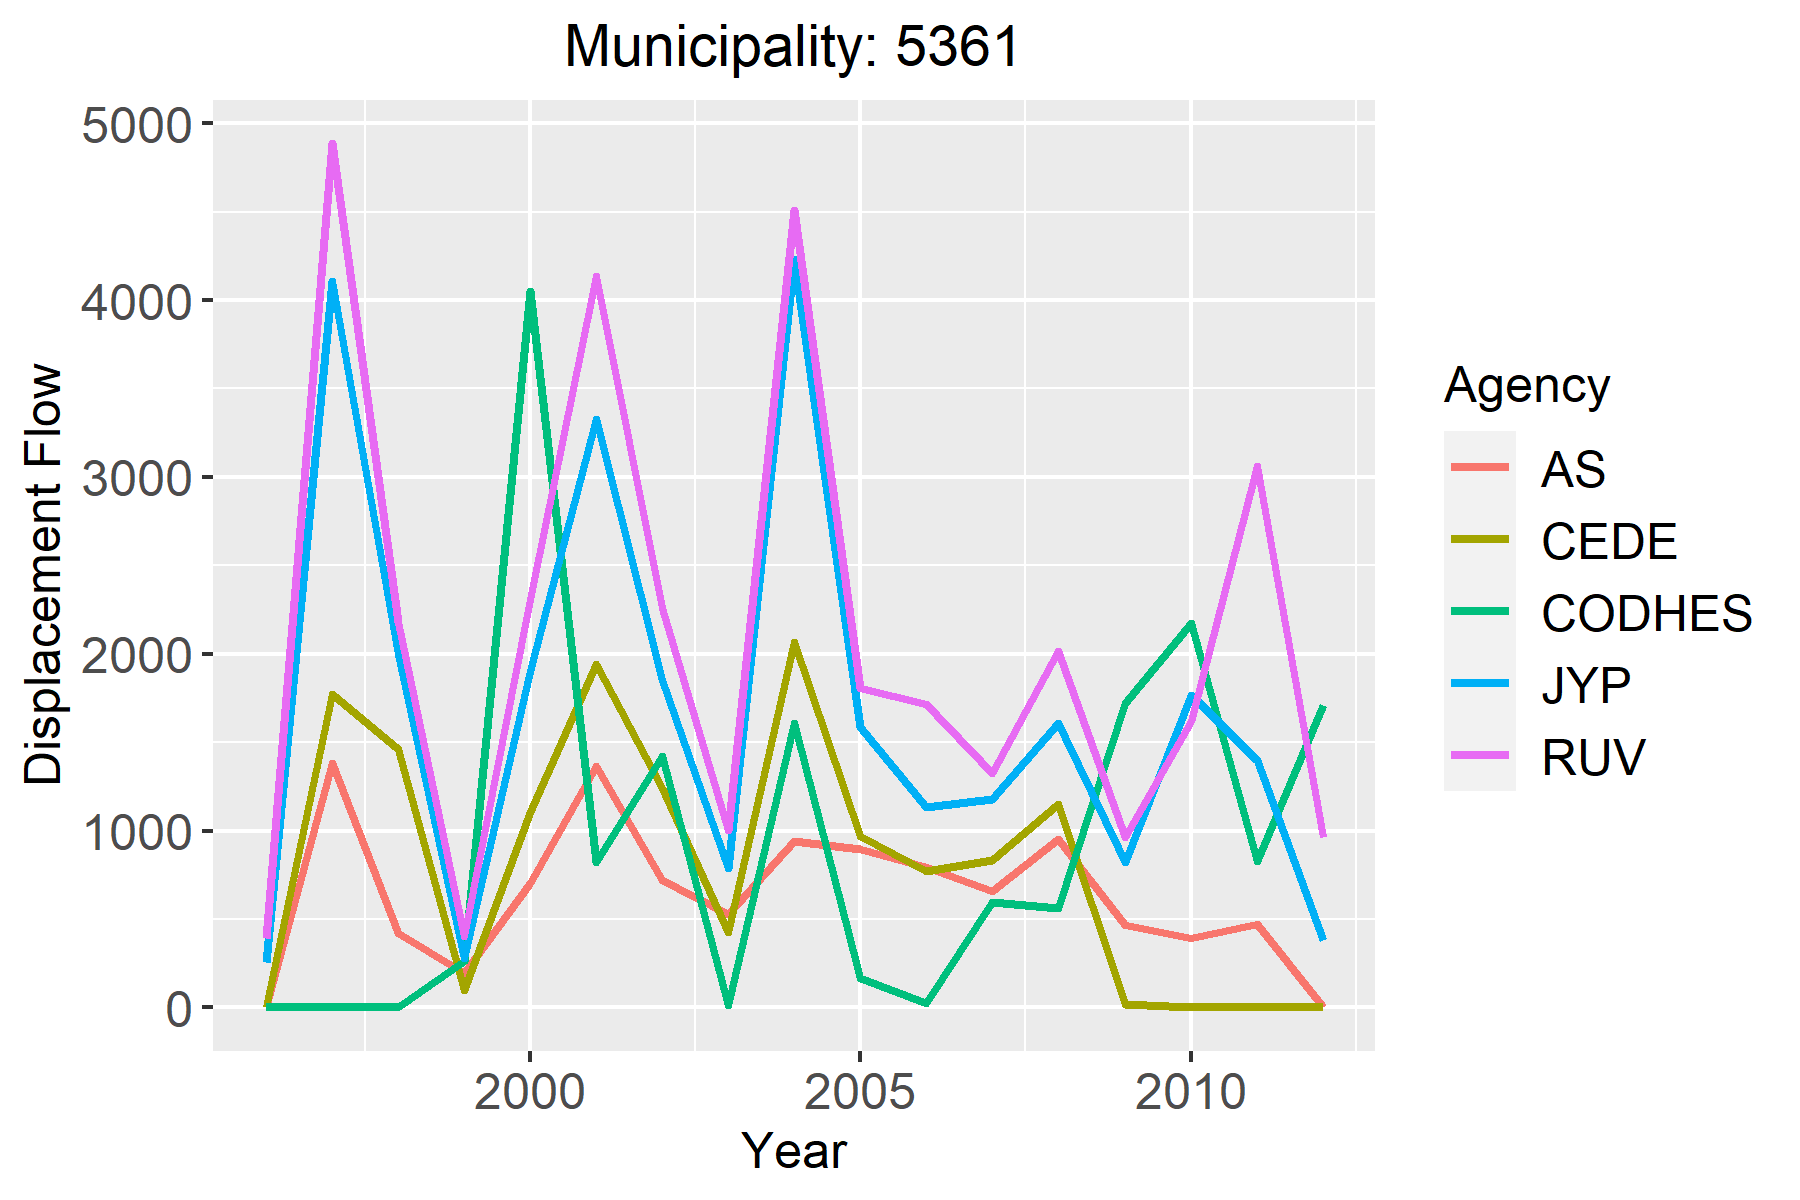 Municipality: 5361
Displacement Flow
5000
4000
3000
2000
1000
0
2000
2005
2010
Year
Agency
AS
CEDE
CODHES
JYP
RUV